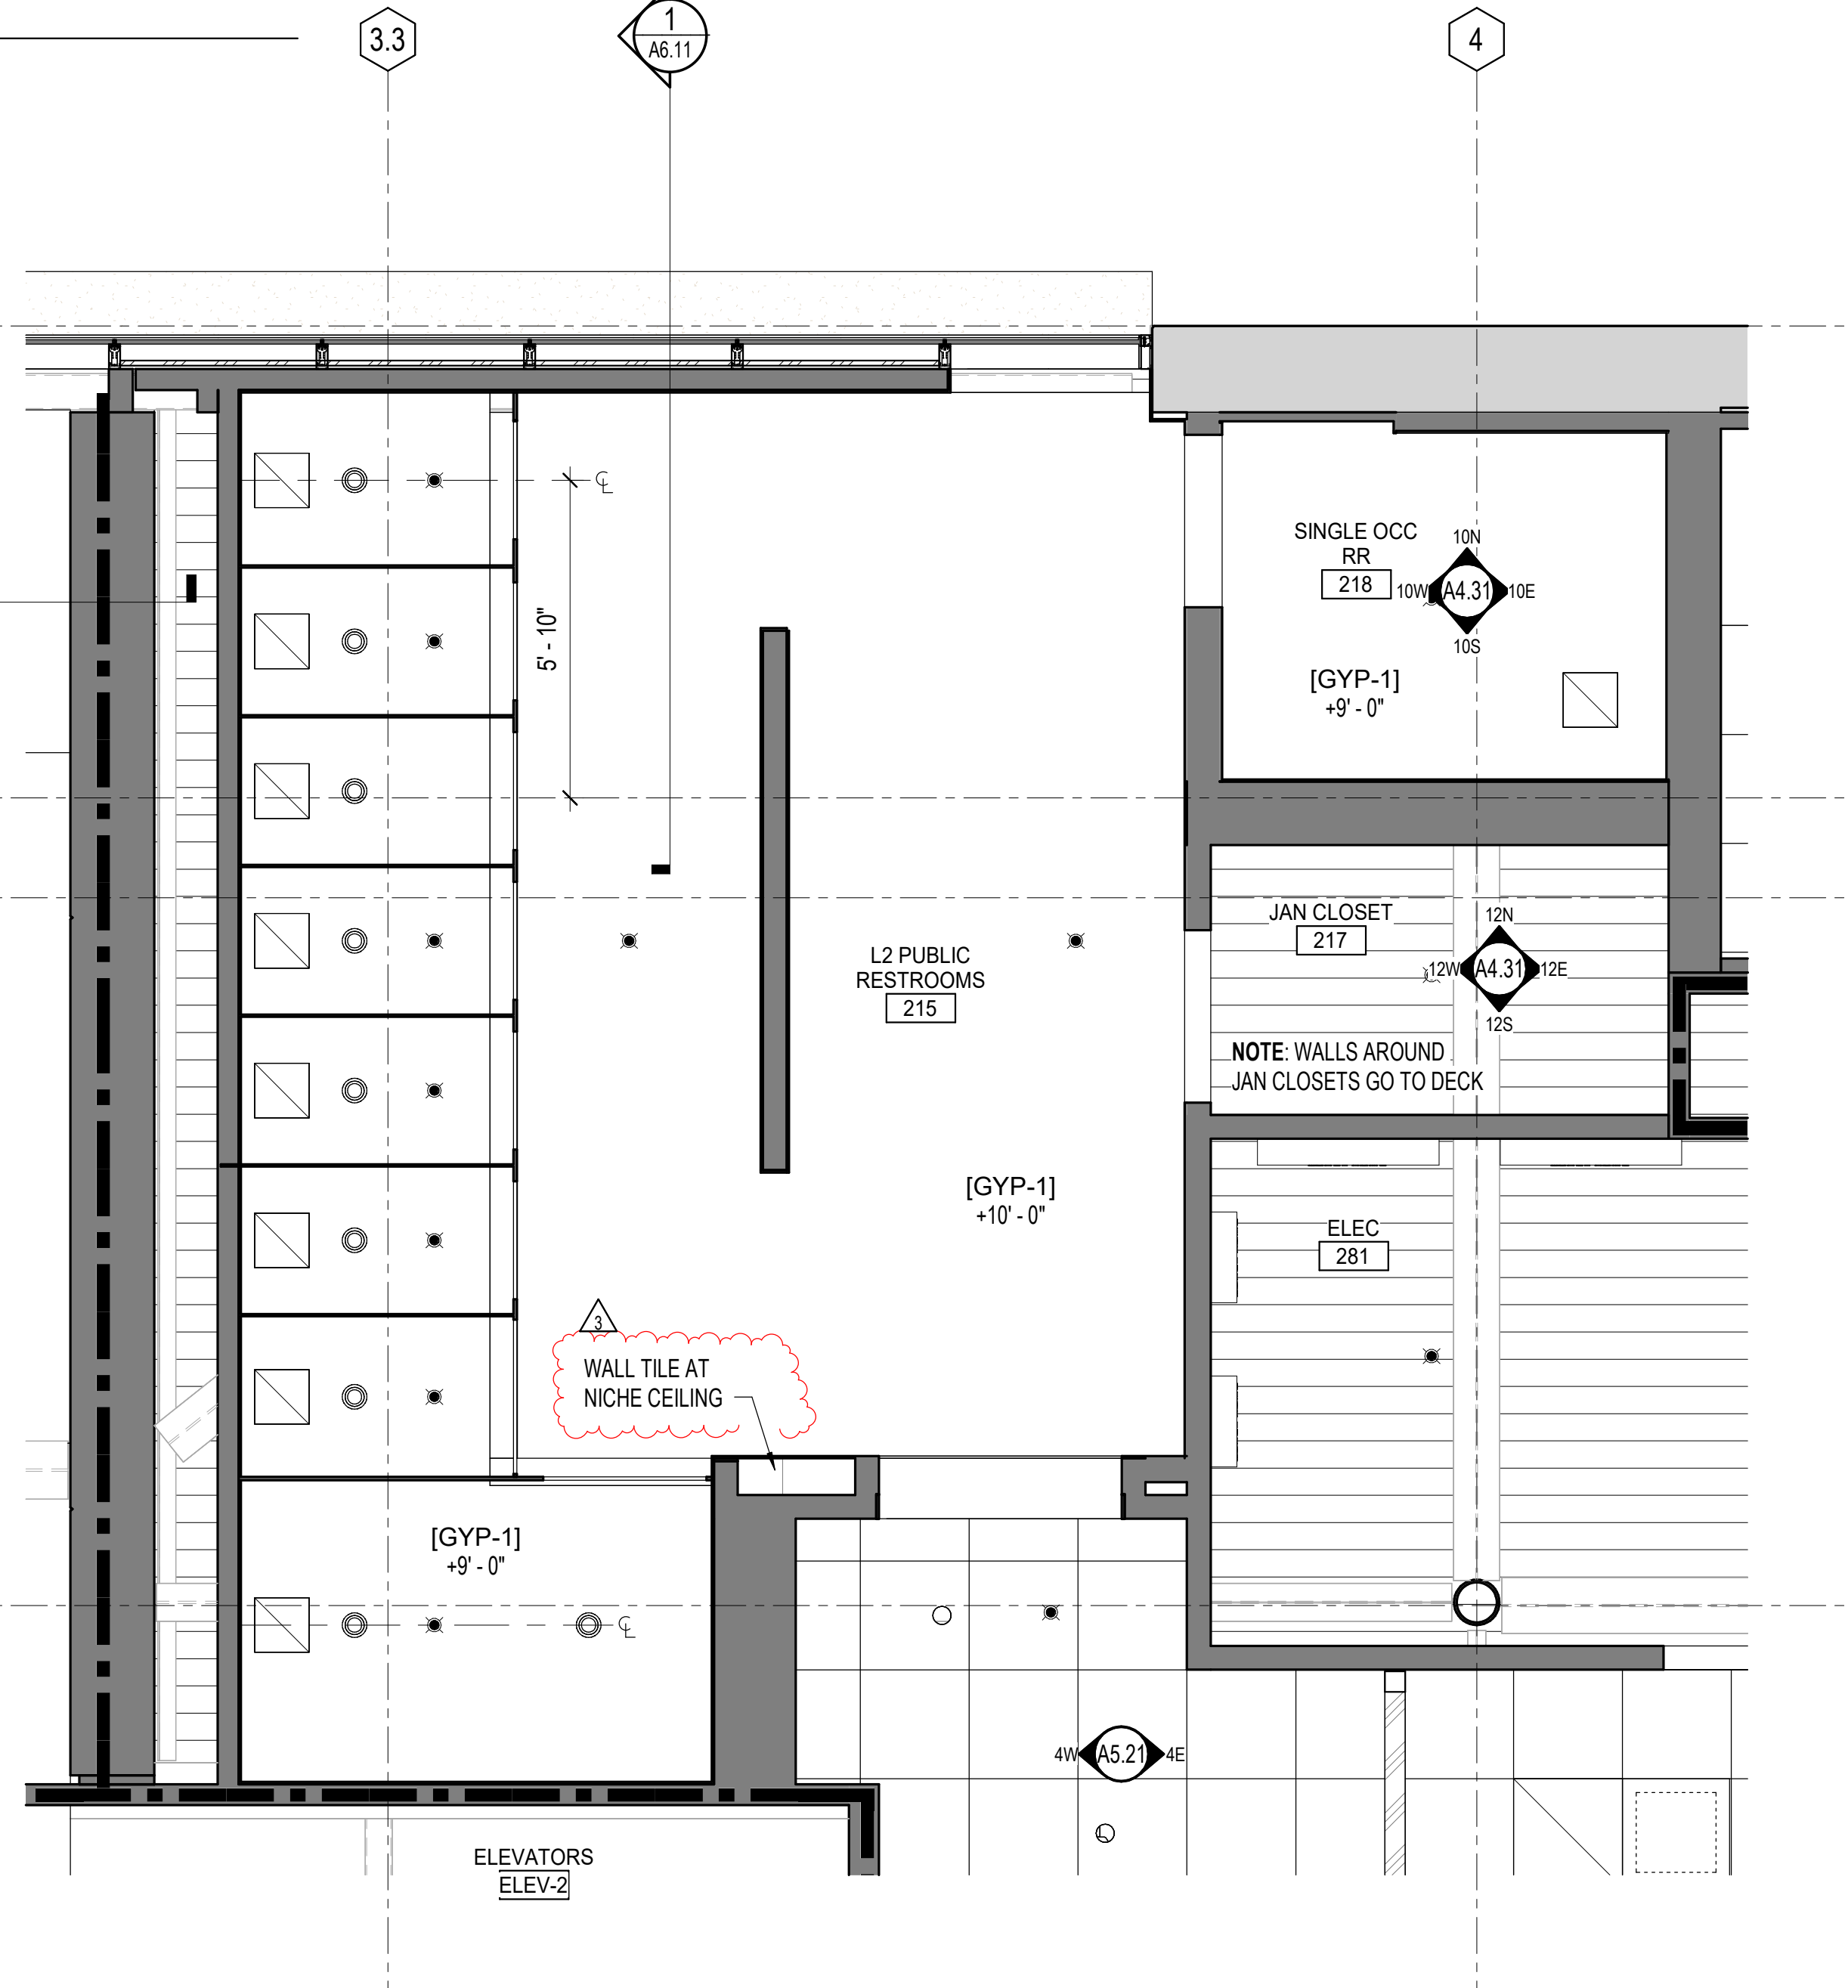 3.3
1
A6.11
4
℄
5' - 10"
SINGLE OCC
RR
218
10N
10W
A4.31
10E
10S
[GYP-1]
+9' - 0"
JAN CLOSET
217
12N
12W
A4.31
12E
12S
NOTE: WALLS AROUND
JAN CLOSETS GO TO DECK
L2 PUBLIC
RESTROOMS
215
[GYP-1]
+10' - 0"
ELEC
281
3
WALL TILE AT
NICHE CEILING
[GYP-1]
+9' - 0"
℄
4W
A5.21
4E
ELEVATORS
ELEV-2